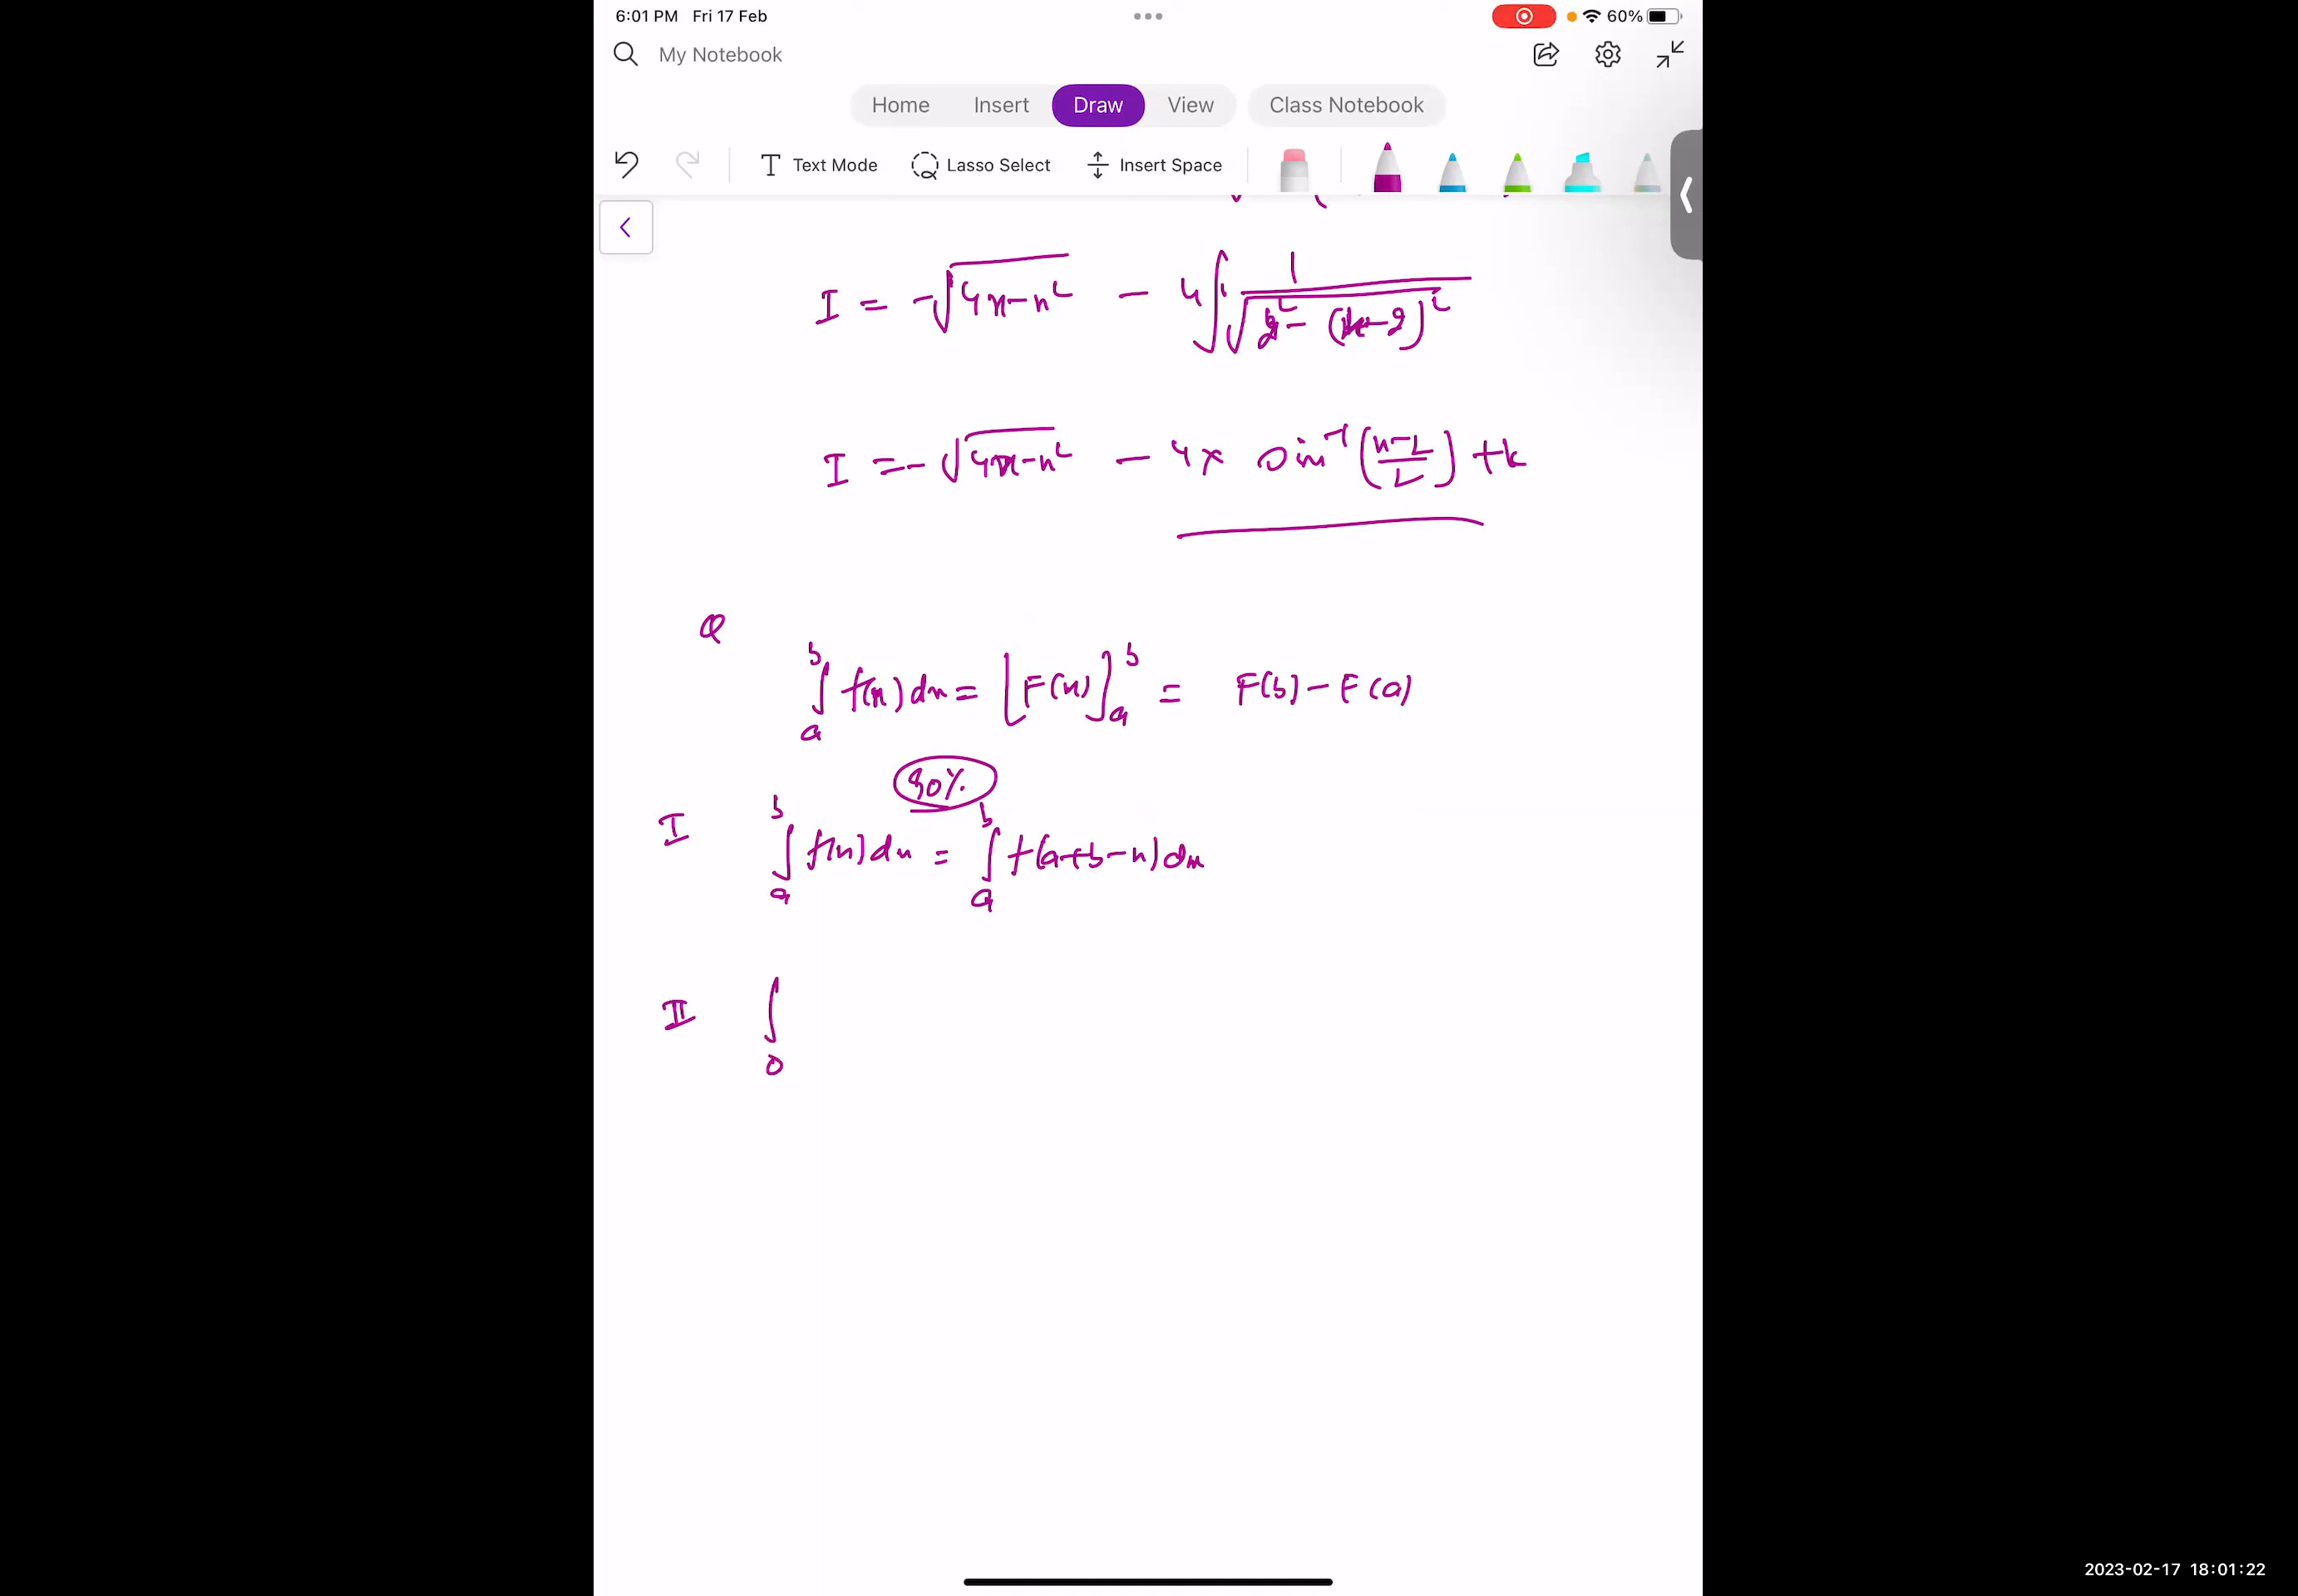 6:01 PM Fri 17 Feb 60%
My Notebook
Home Insert Draw View Class Notebook
Text Mode Lasso Select Insert Space
I = -√(4x-x²) - 4∫ 1/√(2² - (x-2)²)
I = -√(4x-x²) - 4 × sin⁻¹((x-2)/2) + k
Q
∫ₐᵇ f(x) dx = [F(x)]ₐᵇ = F(b) - F(a)
90%
I ∫ₐᵇ f(x) dx = ∫ₐᵇ f(a+b-x) dx
II ∫₀
2023-02-17 18:01:22